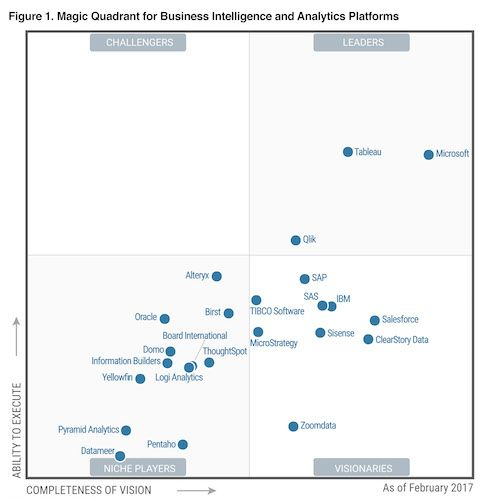 Figure 1. Magic Quadrant for Business Intelligence and Analytics Platforms
CHALLENGERS
LEADERS
Tableau
Microsoft
Qlik
Alteryx
SAP
SAS
IBM
Birst
TIBCO Software
Oracle
Salesforce
Board International
MicroStrategy
Sisense
ClearStory Data
Domo
ThoughtSpot
Information Builders
Yellowfin
Logi Analytics
Pyramid Analytics
Zoomdata
Pentaho
Datameer
NICHE PLAYERS
VISIONARIES
ABILITY TO EXECUTE
COMPLETENESS OF VISION
As of February 2017